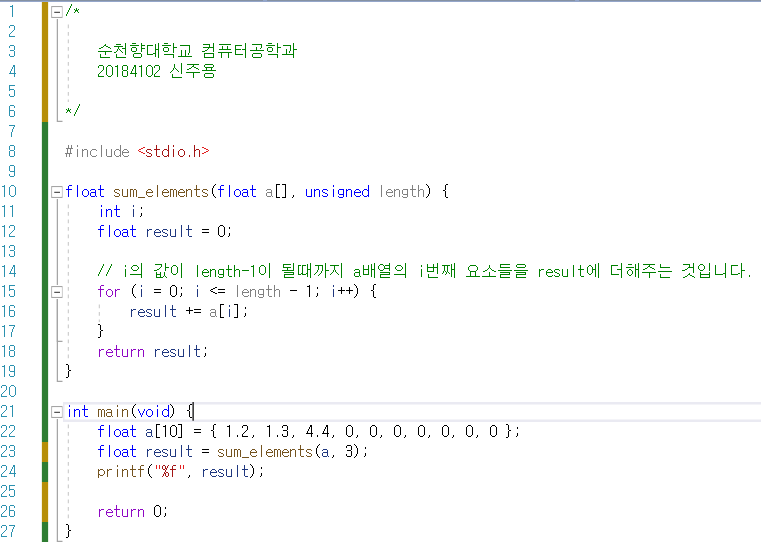 1 /*
2
3 순천향대학교 컴퓨터공학과
4 20184102 신주용
5
6 */
7
8 #include <stdio.h>
9
10 float sum_elements(float a[], unsigned length) {
11 int i;
12 float result = 0;
13
14 // i의 값이 length-1이 될때까지 a배열의 i번째 요소들을 result에 더해주는 것입니다.
15 for (i = 0; i <= length - 1; i++) {
16 result += a[i];
17 }
18 return result;
19 }
20
21 int main(void) {
22 float a[10] = { 1.2, 1.3, 4.4, 0, 0, 0, 0, 0, 0, 0 };
23 float result = sum_elements(a, 3);
24 printf("%f", result);
25
26 return 0;
27 }